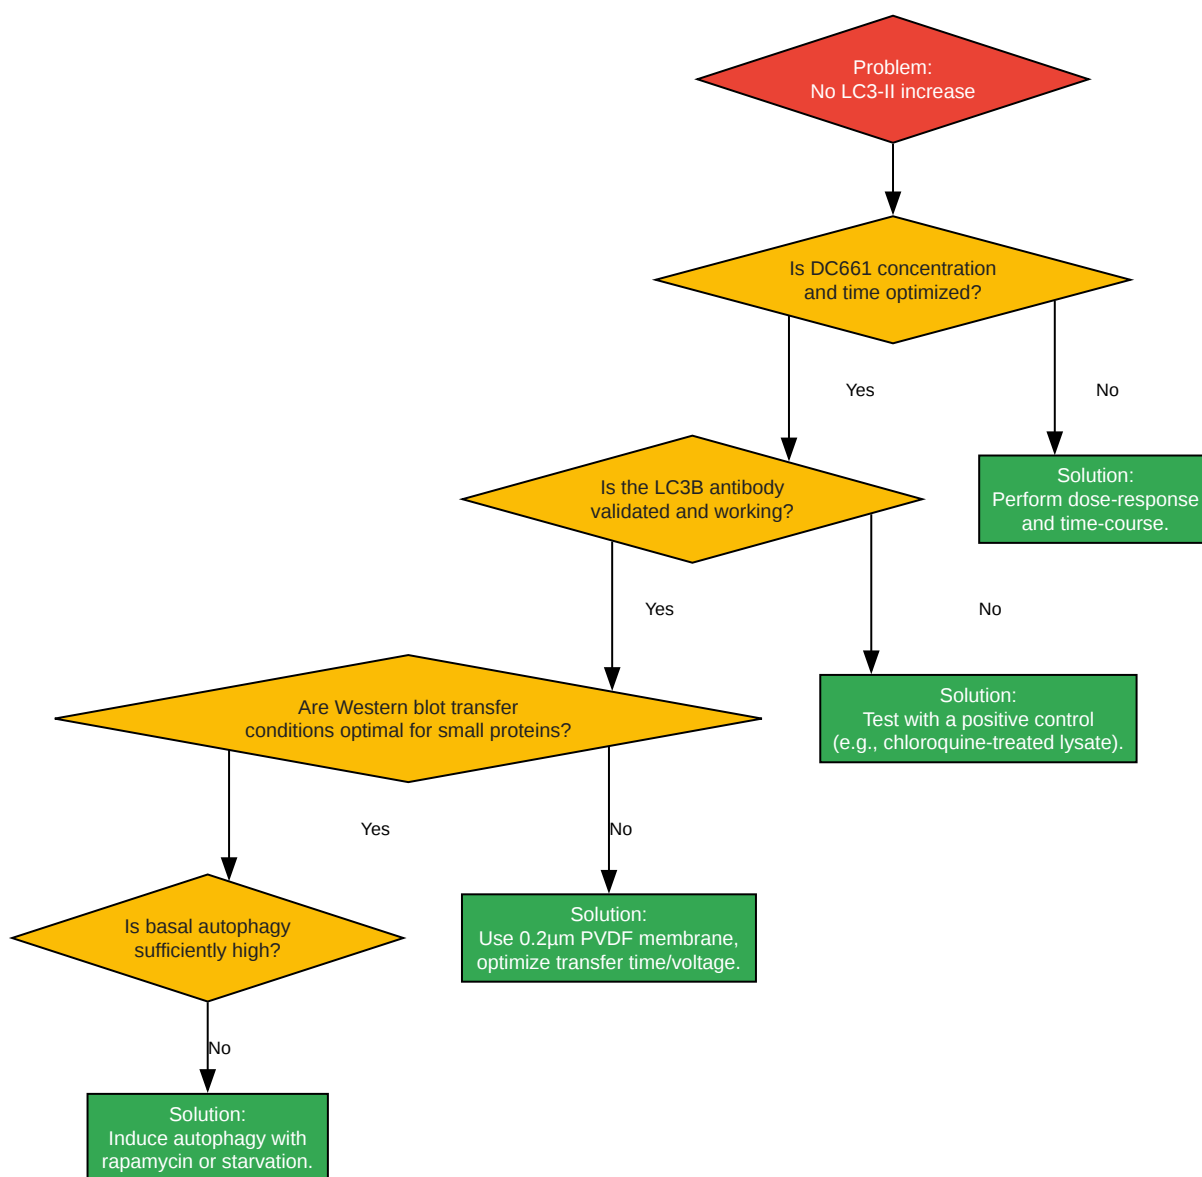 Problem:
No LC3-II increase
Is DC661 concentration
and time optimized?
Yes
No
Is the LC3B antibody
validated and working?
Solution:
Perform dose-response
and time-course.
Yes
No
Are Western blot transfer
conditions optimal for small proteins?
Solution:
Test with a positive control
(e.g., chloroquine-treated lysate).
Yes
No
Is basal autophagy
sufficiently high?
Solution:
Use 0.2µm PVDF membrane,
optimize transfer time/voltage.
No
Solution:
Induce autophagy with
rapamycin or starvation.